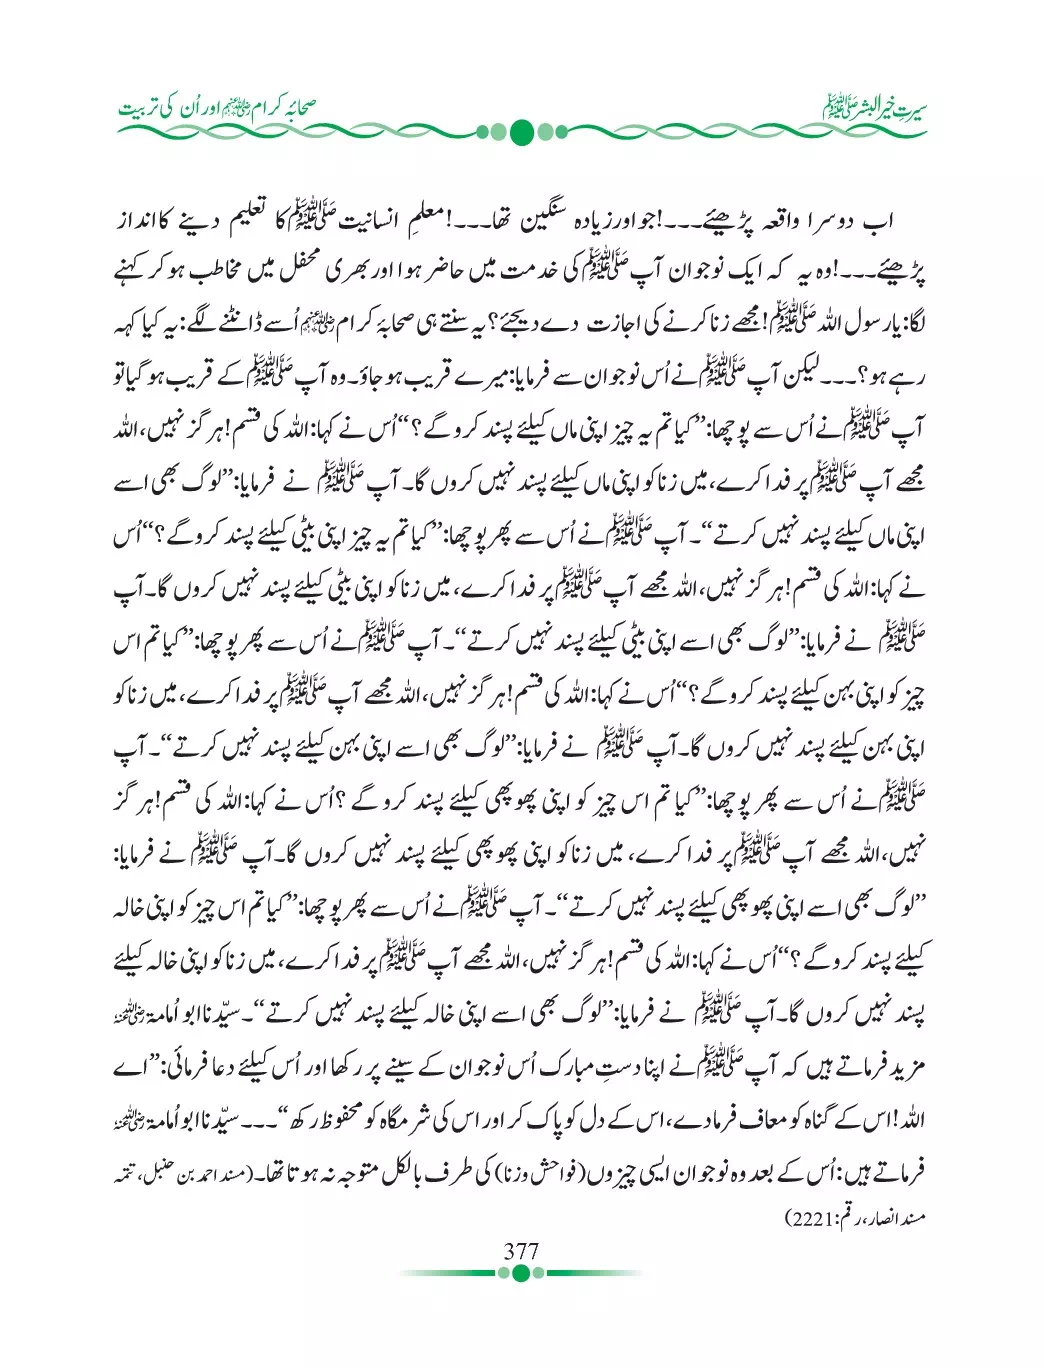 سیرتِ خیر البشر ﷺ
صحابۂ کرام رضی اللہ عنہم اور اُن کی تربیت
اب دوسرا واقعہ پڑھیئے۔۔۔!جو اور زیادہ سنگین تھا۔۔۔!معلمِ انسانیت ﷺ کا تعلیم دینے کا انداز
پڑھیئے۔۔۔!وہ یہ کہ ایک نوجوان آپ ﷺ کی خدمت میں حاضر ہوا اور بھری محفل میں مخاطب ہو کر کہنے
لگا: یا رسول اللہ ﷺ! مجھے زنا کرنے کی اجازت دے دیجئے؟ یہ سنتے ہی صحابۂ کرام رضی اللہ عنہم اُسے ڈانٹنے لگے: یہ کیا کہہ
رہے ہو؟۔۔۔لیکن آپ ﷺ نے اُس نوجوان سے فرمایا: میرے قریب ہو جاؤ۔ وہ آپ ﷺ کے قریب ہو گیا تو
آپ ﷺ نے اُس سے پوچھا: ’’کیا تم یہ چیز اپنی ماں کیلئے پسند کرو گے؟‘‘ اُس نے کہا: اللہ کی قسم! ہر گز نہیں، اللہ
مجھے آپ ﷺ پر فدا کرے، میں زنا کو اپنی ماں کیلئے پسند نہیں کروں گا۔ آپ ﷺ نے فرمایا: ’’لوگ بھی اسے
اپنی ماں کیلئے پسند نہیں کرتے‘‘۔ آپ ﷺ نے اُس سے پھر پوچھا: ’’کیا تم یہ چیز اپنی بیٹی کیلئے پسند کرو گے؟‘‘ اُس
نے کہا: اللہ کی قسم! ہر گز نہیں، اللہ مجھے آپ ﷺ پر فدا کرے، میں زنا کو اپنی بیٹی کیلئے پسند نہیں کروں گا۔ آپ
ﷺ نے فرمایا: ’’لوگ بھی اسے اپنی بیٹی کیلئے پسند نہیں کرتے‘‘۔ آپ ﷺ نے اُس سے پھر پوچھا: ’’کیا تم اس
چیز کو اپنی بہن کیلئے پسند کرو گے؟‘‘ اُس نے کہا: اللہ کی قسم! ہر گز نہیں، اللہ مجھے آپ ﷺ پر فدا کرے، میں زنا کو
اپنی بہن کیلئے پسند نہیں کروں گا۔ آپ ﷺ نے فرمایا: ’’لوگ بھی اسے اپنی بہن کیلئے پسند نہیں کرتے‘‘۔ آپ
ﷺ نے اُس سے پھر پوچھا: ’’کیا تم اس چیز کو اپنی پھوپھی کیلئے پسند کرو گے؟ اُس نے کہا: اللہ کی قسم! ہر گز
نہیں، اللہ مجھے آپ ﷺ پر فدا کرے، میں زنا کو اپنی پھوپھی کیلئے پسند نہیں کروں گا۔ آپ ﷺ نے فرمایا:
’’لوگ بھی اسے اپنی پھوپھی کیلئے پسند نہیں کرتے‘‘۔ آپ ﷺ نے اُس سے پھر پوچھا: ’’کیا تم اس چیز کو اپنی خالہ
کیلئے پسند کرو گے؟‘‘ اُس نے کہا: اللہ کی قسم! ہر گز نہیں، اللہ مجھے آپ ﷺ پر فدا کرے، میں زنا کو اپنی خالہ کیلئے
پسند نہیں کروں گا۔ آپ ﷺ نے فرمایا: ’’لوگ بھی اسے اپنی خالہ کیلئے پسند نہیں کرتے‘‘۔ سیّدنا ابو اُمامۃ رضی اللہ عنہ
مزید فرماتے ہیں کہ آپ ﷺ نے اپنا دستِ مبارک اُس نوجوان کے سینے پر رکھا اور اُس کیلئے دعا فرمائی: ’’اے
اللہ! اس کے گناہ کو معاف فرما دے، اس کے دل کو پاک کر اور اس کی شرمگاہ کو محفوظ رکھ‘‘۔۔۔سیّدنا ابو اُمامۃ رضی اللہ عنہ
فرماتے ہیں: اُس کے بعد وہ نوجوان ایسی چیزوں (فواحش و زنا) کی طرف بالکل متوجہ نہ ہوتا تھا۔ (مسند احمد بن حنبل، تتمہ
مسند انصار، رقم: 2221)
377